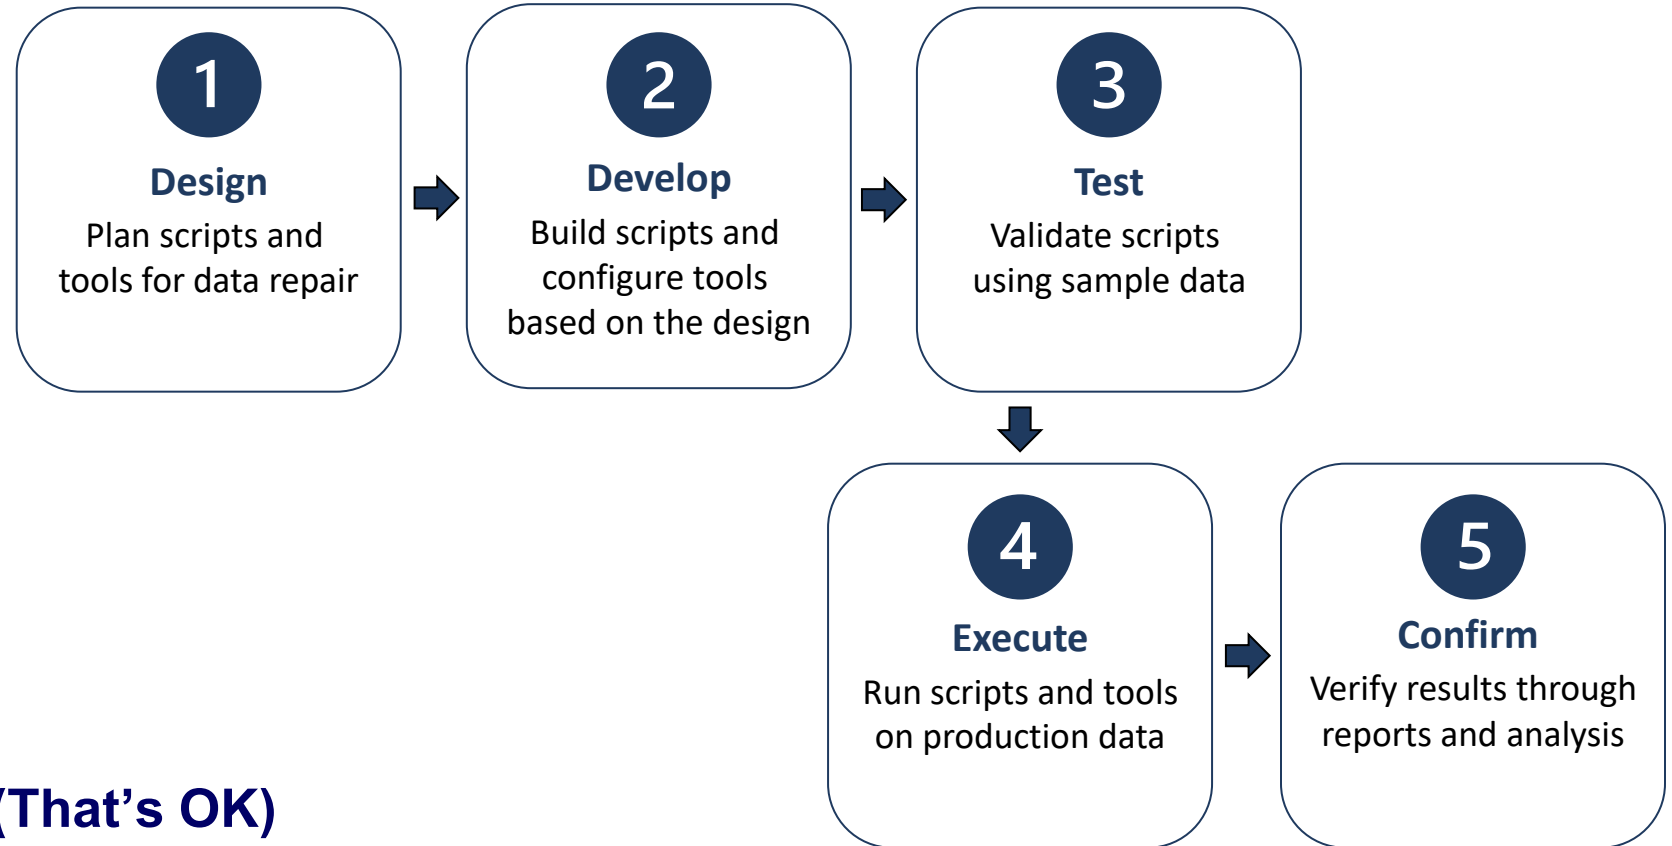 1
Design
Plan scripts and
tools for data repair
2
Develop
Build scripts and
configure tools
based on the design
3
Test
Validate scripts
using sample data
4
Execute
Run scripts and tools
on production data
5
Confirm
Verify results through
reports and analysis
(That’s OK)